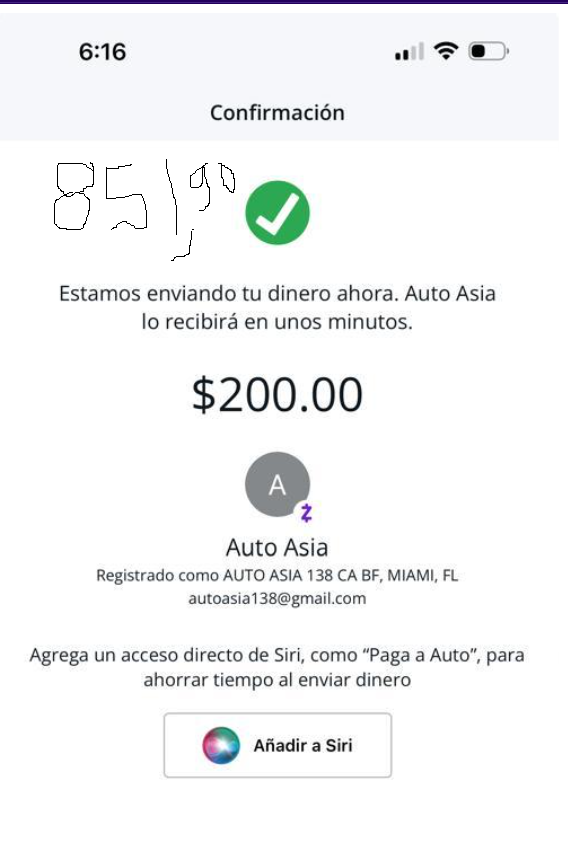 6:16
Confirmación
851,90
Estamos enviando tu dinero ahora. Auto Asia
lo recibirá en unos minutos.
$200.00
A
Auto Asia
Registrado como AUTO ASIA 138 CA BF, MIAMI, FL
autoasia138@gmail.com
Agrega un acceso directo de Siri, como “Paga a Auto”, para
ahorrar tiempo al enviar dinero
Añadir a Siri